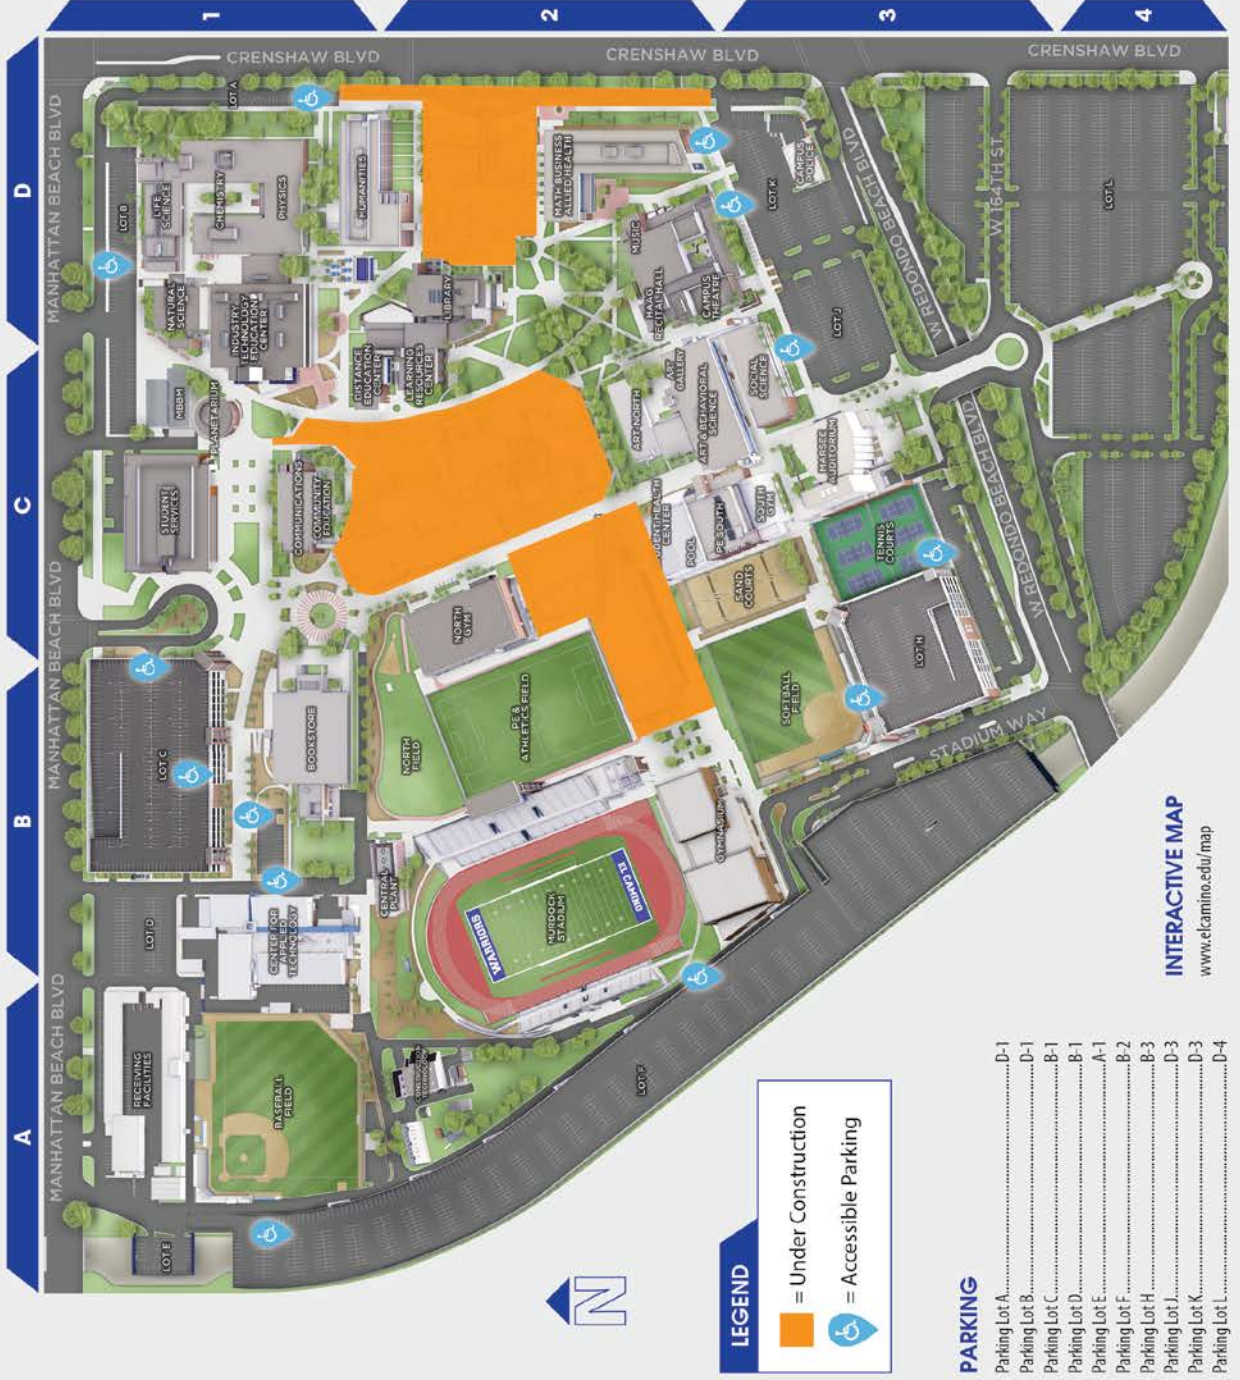 A
B
C
D
1
2
3
4
MANHATTAN BEACH BLVD
MANHATTAN BEACH BLVD
MANHATTAN BEACH BLVD
MANHATTAN BEACH BLVD
CRENSHAW BLVD
CRENSHAW BLVD
CRENSHAW BLVD
W REDONDO BEACH BLVD
W REDONDO BEACH BLVD
W REDONDO BEACH BLVD
W 164TH ST.
STADIUM WAY
LOT E
RECEIVING
FACILITIES
BASEBALL
FIELD
LOT D
CENTER FOR
APPLIED
TECHNOLOGY
LOT C
BOOKSTORE
STUDENT
SERVICES
COMMUNICATIONS
COMMUNITY
EDUCATION
MBBM
PLANETARIUM
NATURAL
SCIENCE
INDUSTRY
TECHNOLOGY
EDUCATION
CENTER
LOT B
LIFE
SCIENCE
CHEMISTRY
PHYSICS
LOT A
HUMANITIES
DISTANCE
EDUCATION
CENTER
LEARNING
RESOURCES
CENTER
LIBRARY
MATH BUSINESS
ALLIED HEALTH
CONSTRUCTION
TECHNOLOGY
CENTRAL
PLANT
WARRIORS
MURDOCK
STADIUM
EL CAMINO
NORTH
FIELD
PE &
ATHLETICS FIELD
NORTH
GYM
GYMNASIUM
SOFTBALL
FIELD
LOT F
LOT H
SAND
COURTS
TENNIS
COURTS
POOL
PE SOUTH
SOUTH
GYM
UDENT HEALTH
CENTER
MARSEE
AUDITORIUM
ART NORTH
ART
GALLERY
ART & BEHAVIORAL
SCIENCE
SOCIAL
SCIENCE
MUSIC
HAAG
RECITAL HALL
CAMPUS
THEATRE
LOT J
LOT K
CAMPUS
POLICE
LOT L
N
LEGEND
= Under Construction
= Accessible Parking
PARKING
Parking Lot A..............................D-1
Parking Lot B..............................D-1
Parking Lot C..............................B-1
Parking Lot D..............................B-1
Parking Lot E..............................A-1
Parking Lot F..............................B-2
Parking Lot H..............................B-3
Parking Lot J..............................D-3
Parking Lot K..............................D-3
Parking Lot L..............................D-4
INTERACTIVE MAP
www.elcamino.edu/map